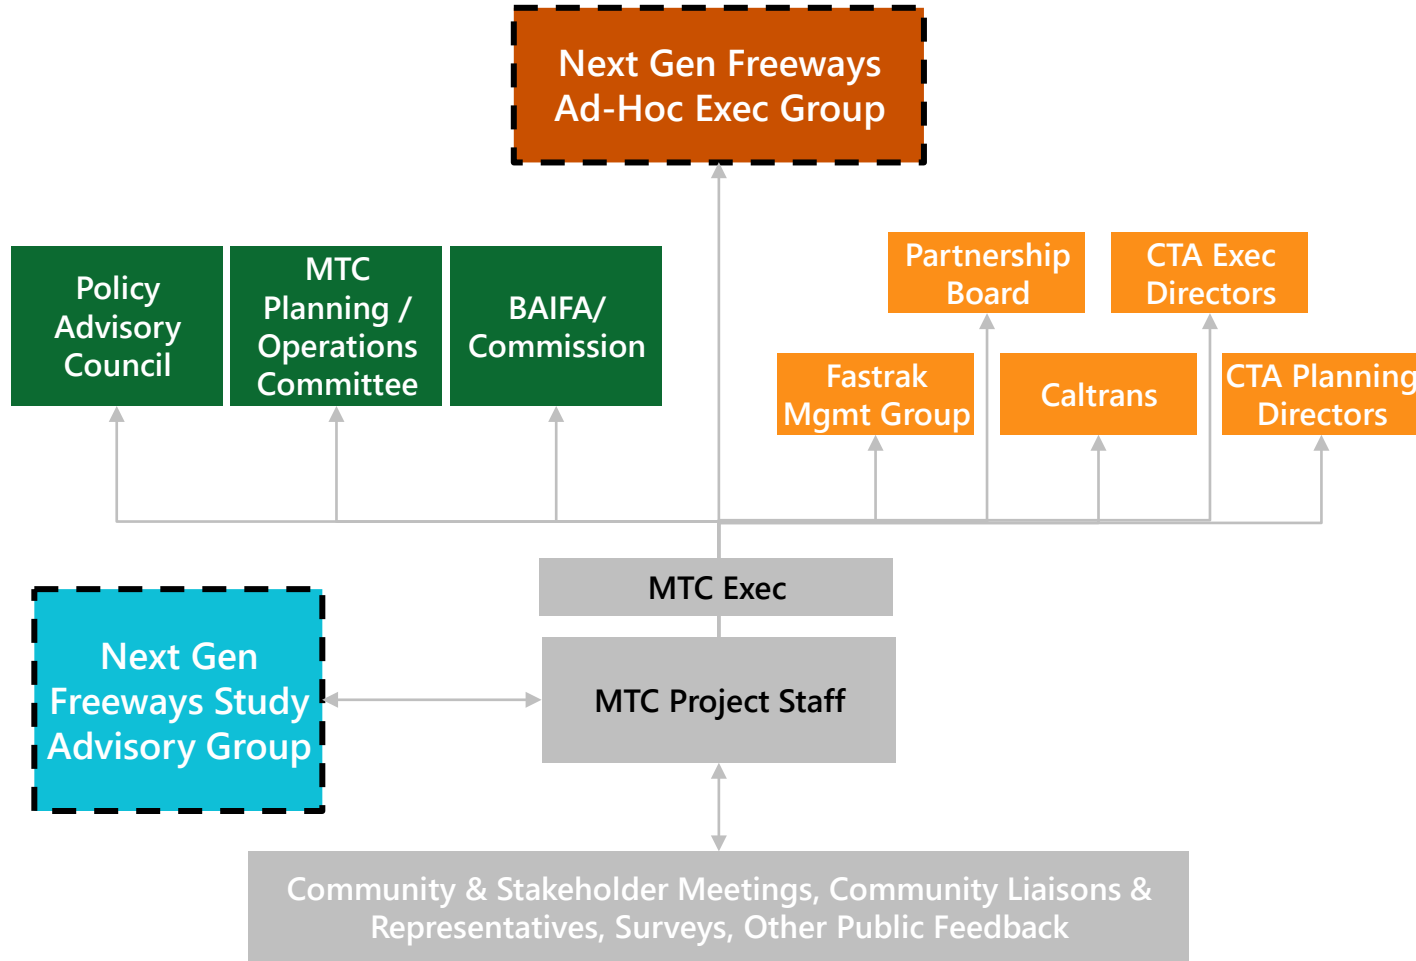 Next Gen Freeways
Ad-Hoc Exec Group
Policy
Advisory
Council
MTC
Planning /
Operations
Committee
BAIFA/
Commission
Partnership
Board
CTA Exec
Directors
Fastrak
Mgmt Group
Caltrans
CTA Planning
Directors
MTC Exec
Next Gen
Freeways Study
Advisory Group
MTC Project Staff
Community & Stakeholder Meetings, Community Liaisons &
Representatives, Surveys, Other Public Feedback